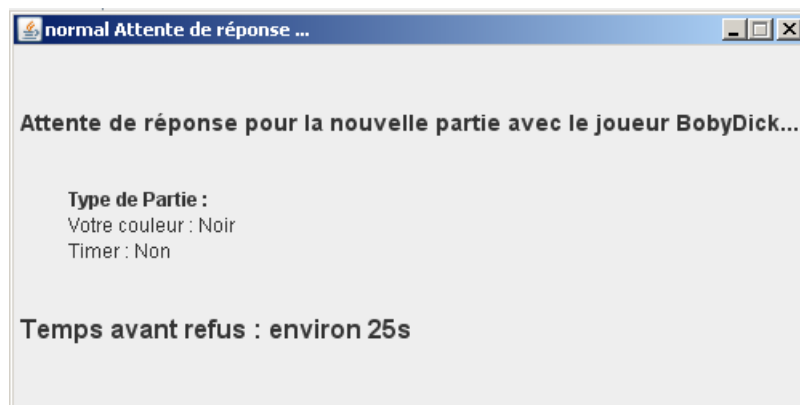 normal Attente de réponse ...
Attente de réponse pour la nouvelle partie avec le joueur BobyDick...
Type de Partie :
Votre couleur : Noir
Timer : Non
Temps avant refus : environ 25s